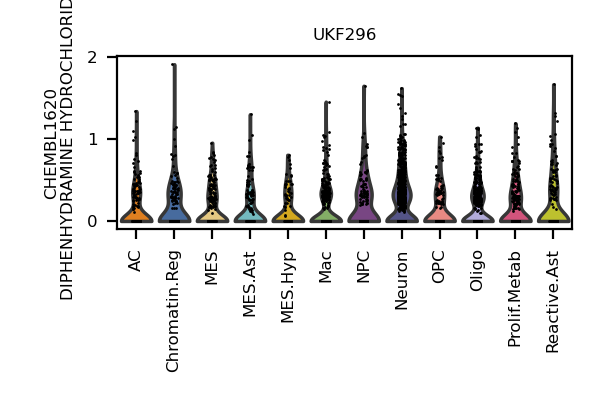 UKF296
CHEMBL1620
DIPHENHYDRAMINE HYDROCHLORID
2
1
0
AC
Chromatin.Reg
MES
MES.Ast
MES.Hyp
Mac
NPC
Neuron
OPC
Oligo
Prolif.Metab
Reactive.Ast